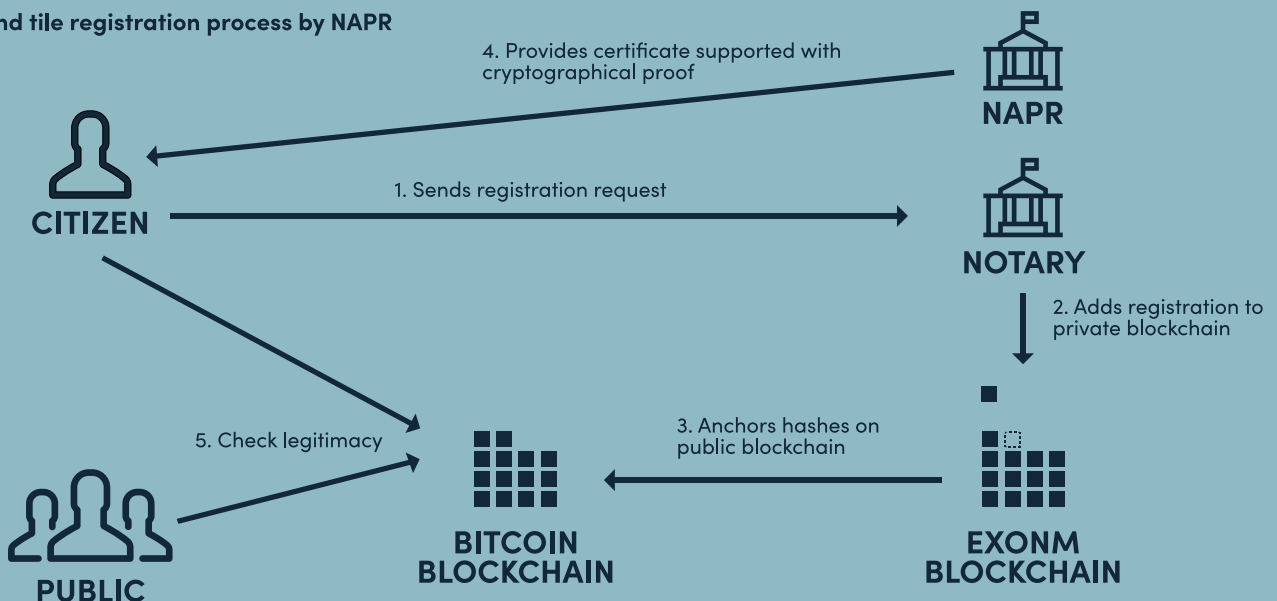 nd tile registration process by NAPR
4. Provides certificate supported with
cryptographical proof
NAPR
CITIZEN
1. Sends registration request
NOTARY
2. Adds registration to
private blockchain
3. Anchors hashes on
public blockchain
5. Check legitimacy
BITCOIN
BLOCKCHAIN
EXONM
BLOCKCHAIN
PUBLIC